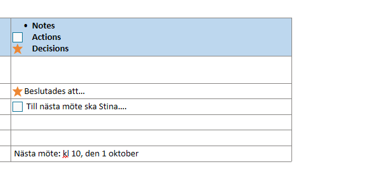 • Notes
Actions
Decisions
Beslutades att...
Till nästa möte ska Stina....
Nästa möte: kl 10, den 1 oktober